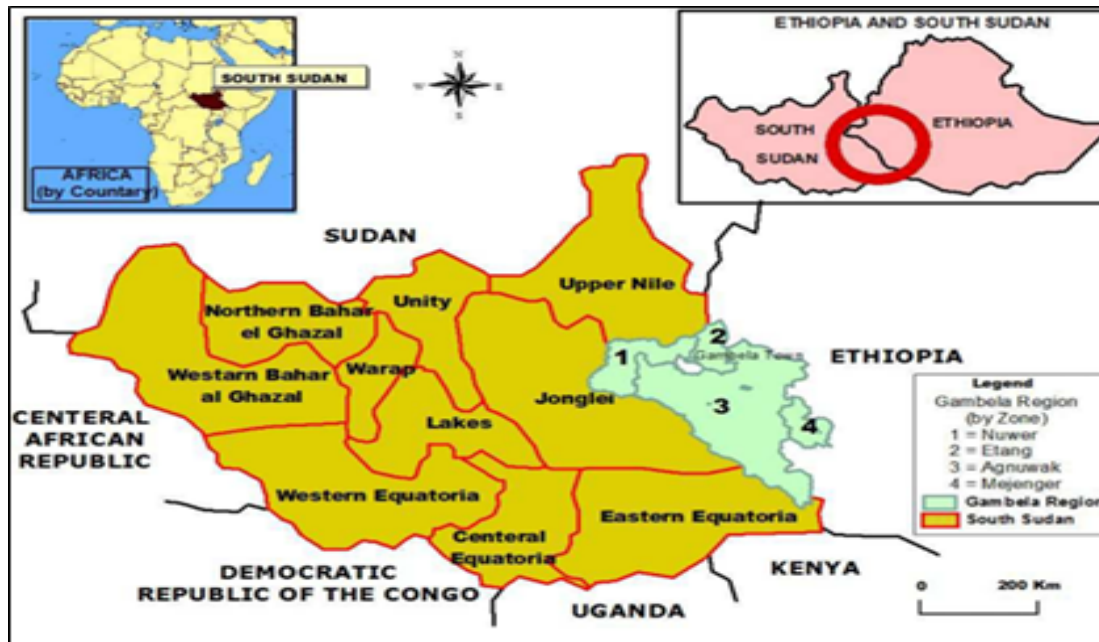 SOUTH SUDAN
AFRICA
(by Countary)
N
W
E
S
ETHIOPIA AND SOUTH SUDAN
SOUTH
SUDAN
ETHIOPIA
SUDAN
Upper Nile
Unity
Northern Bahar
el Ghazal
Warap
Westarn Bahar
al Ghazal
Jonglei
Lakes
1
2
Gambela Town
3
4
ETHIOPIA
CENTERAL
AFRICAN
REPUBLIC
Western Equatoria
Centeral
Equatoria
Eastern Equatoria
DEMOCRATIC
REPUBLIC OF THE CONGO
UGANDA
KENYA
Legend
Gambela Region
(by Zone)
1 = Nuwer
2 = Etang
3 = Agnuwak
4 = Mejenger
Gambela Region
South Sudan
0 200 Km